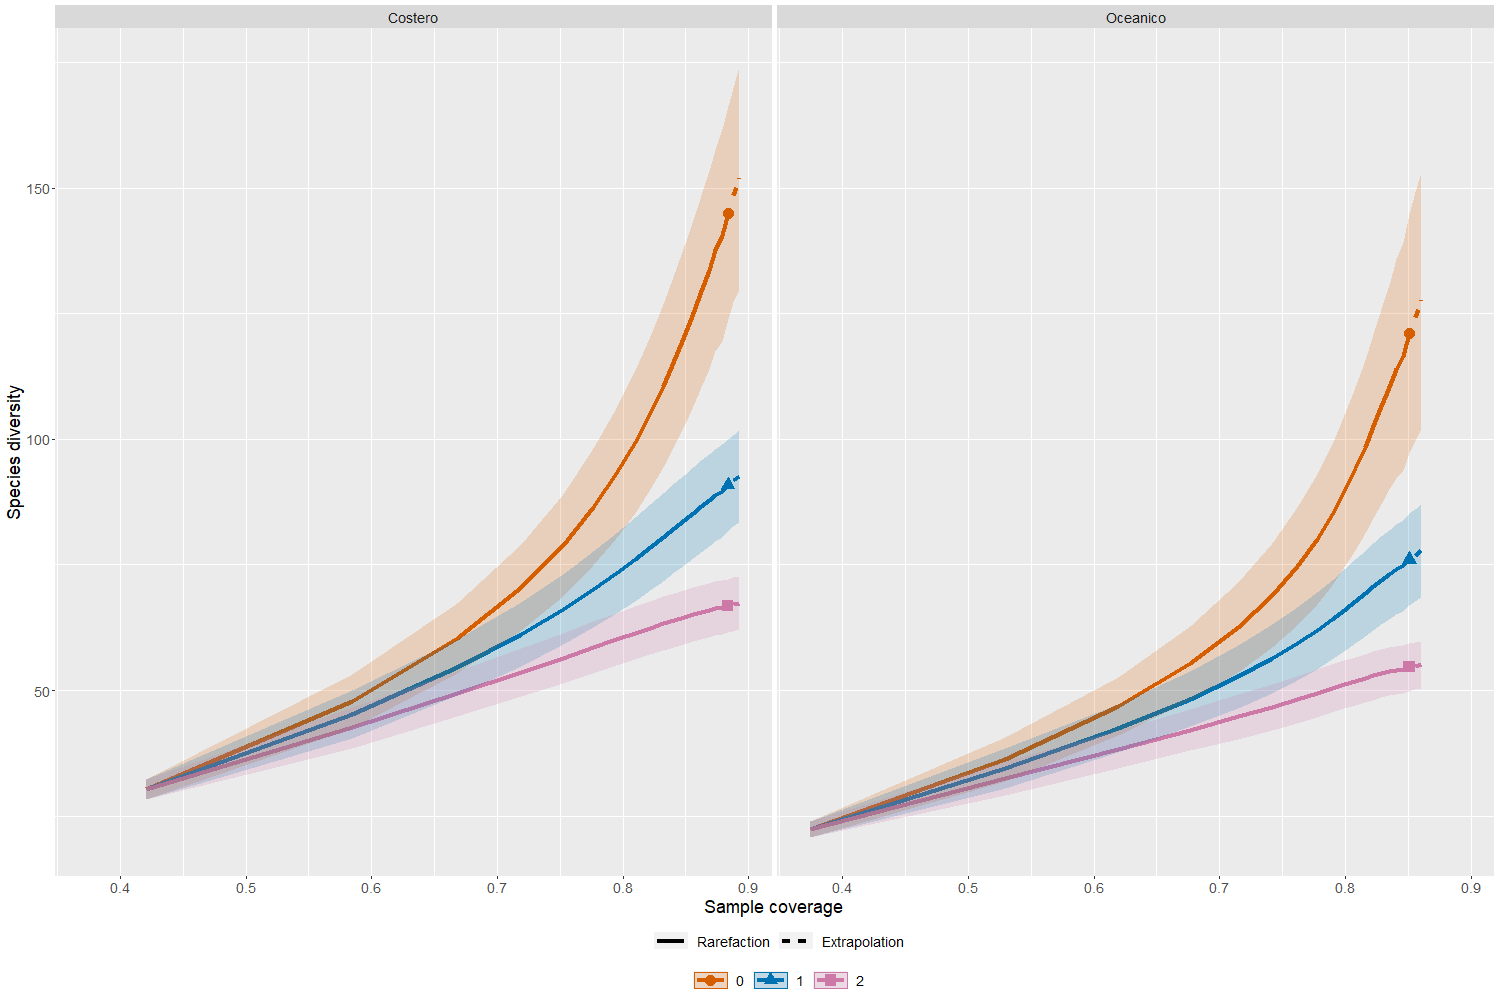 Costero Oceanico
150
100
50
Species diversity
0.4 0.5 0.6 0.7 0.8 0.9 0.4 0.5 0.6 0.7 0.8 0.9
Sample coverage
Rarefaction Extrapolation
0 1 2